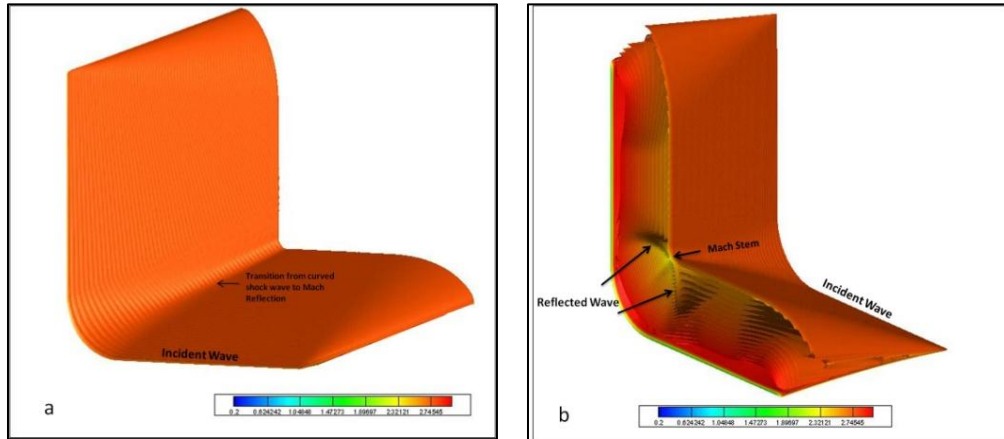 Transition from curved
shock wave to Mach
Reflection
Incident Wave
a
0.2 0.624242 1.04848 1.47273 1.89697 2.32121 2.74545
Mach Stem
Reflected Wave
Incident Wave
b
0.2 0.624242 1.04848 1.47273 1.89697 2.32121 2.74545